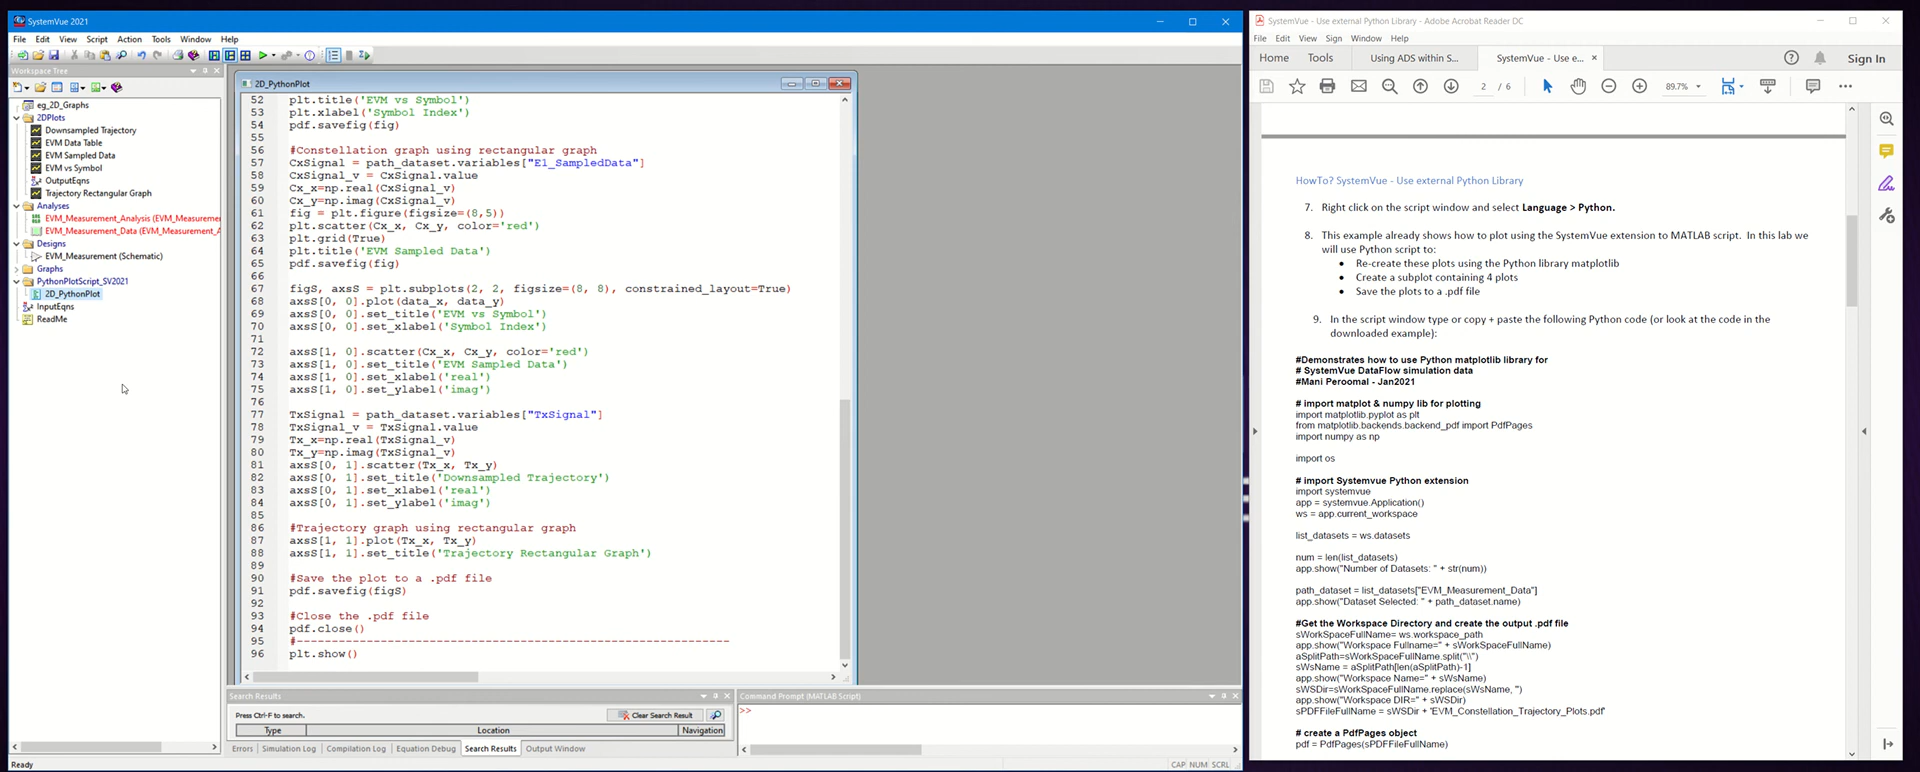 SystemVue 2021
File Edit View Script Action Tools Window Help
Workspace Tree
eg_2D_Graphs
2DPlots
Downsampled Trajectory
EVM Data Table
EVM Sampled Data
EVM vs Symbol
OutputEqns
Trajectory Rectangular Graph
Analyses
EVM_Measurement_Analysis (EVM_Measuremer
EVM_Measurement_Data (EVM_Measurement_A
Designs
EVM_Measurement (Schematic)
Graphs
PythonPlotScript_SV2021
2D_PythonPlot
InputEqns
ReadMe
2D_PythonPlot
52 plt.title('EVM vs Symbol')
53 plt.xlabel('Symbol Index')
54 pdf.savefig(fig)
55
56 #Constellation graph using rectangular graph
57 CxSignal = path_dataset.variables["E1_SampledData"]
58 CxSignal_v = CxSignal.value
59 Cx_x=np.real(CxSignal_v)
60 Cx_y=np.imag(CxSignal_v)
61 fig = plt.figure(figsize=(8,5))
62 plt.scatter(Cx_x, Cx_y, color='red')
63 plt.grid(True)
64 plt.title('EVM Sampled Data')
65 pdf.savefig(fig)
66
67 figS, axsS = plt.subplots(2, 2, figsize=(8, 8), constrained_layout=True)
68 axsS[0, 0].plot(data_x, data_y)
69 axsS[0, 0].set_title('EVM vs Symbol')
70 axsS[0, 0].set_xlabel('Symbol Index')
71
72 axsS[1, 0].scatter(Cx_x, Cx_y, color='red')
73 axsS[1, 0].set_title('EVM Sampled Data')
74 axsS[1, 0].set_xlabel('real')
75 axsS[1, 0].set_ylabel('imag')
76
77 TxSignal = path_dataset.variables["TxSignal"]
78 TxSignal_v = TxSignal.value
79 Tx_x=np.real(TxSignal_v)
80 Tx_y=np.imag(TxSignal_v)
81 axsS[0, 1].scatter(Tx_x, Tx_y)
82 axsS[0, 1].set_title('Downsampled Trajectory')
83 axsS[0, 1].set_xlabel('real')
84 axsS[0, 1].set_ylabel('imag')
85
86 #Trajectory graph using rectangular graph
87 axsS[1, 1].plot(Tx_x, Tx_y)
88 axsS[1, 1].set_title('Trajectory Rectangular Graph')
89
90 #Save the plot to a .pdf file
91 pdf.savefig(figS)
92
93 #Close the .pdf file
94 pdf.close()
95 #---------------------------------------------------------------
96 plt.show()
Search Results
Press Ctrl-F to search.
Clear Search Result
Type Location Navigation
Errors Simulation Log Compilation Log Equation Debug Search Results Output Window
Command Prompt (MATLAB Script)
>>
Ready
CAP NUM SCRL
SystemVue - Use external Python Library - Adobe Acrobat Reader DC
File Edit View Sign Window Help
Home Tools Using ADS within S... SystemVue - Use e... × Sign In
2 / 6 89.7%
HowTo? SystemVue - Use external Python Library
7. Right click on the script window and select Language > Python.
8. This example already shows how to plot using the SystemVue extension to MATLAB script. In this lab we
will use Python script to:
• Re-create these plots using the Python library matplotlib
• Create a subplot containing 4 plots
• Save the plots to a .pdf file
9. In the script window type or copy + paste the following Python code (or look at the code in the
downloaded example):
#Demonstrates how to use Python matplotlib library for
# SystemVue DataFlow simulation data
#Mani Peroomal - Jan2021
# import matplot & numpy lib for plotting
import matplotlib.pyplot as plt
from matplotlib.backends.backend_pdf import PdfPages
import numpy as np
import os
# import Systemvue Python extension
import systemvue
app = systemvue.Application()
ws = app.current_workspace
list_datasets = ws.datasets
num = len(list_datasets)
app.show("Number of Datasets: " + str(num))
path_dataset = list_datasets["EVM_Measurement_Data"]
app.show("Dataset Selected: " + path_dataset.name)
#Get the Workspace Directory and create the output .pdf file
sWorkSpaceFullName= ws.workspace_path
app.show("Workspace Fullname=" + sWorkSpaceFullName)
aSplitPath=sWorkSpaceFullName.split("\\")
sWsName = aSplitPath[len(aSplitPath)-1]
app.show("Workspace Name=" + sWsName)
sWSDir=sWorkSpaceFullName.replace(sWsName, '')
app.show("Workspace DIR=" + sWSDir)
sPDFFileFullName = sWSDir + 'EVM_Constellation_Trajectory_Plots.pdf'
# create a PdfPages object
pdf = PdfPages(sPDFFileFullName)